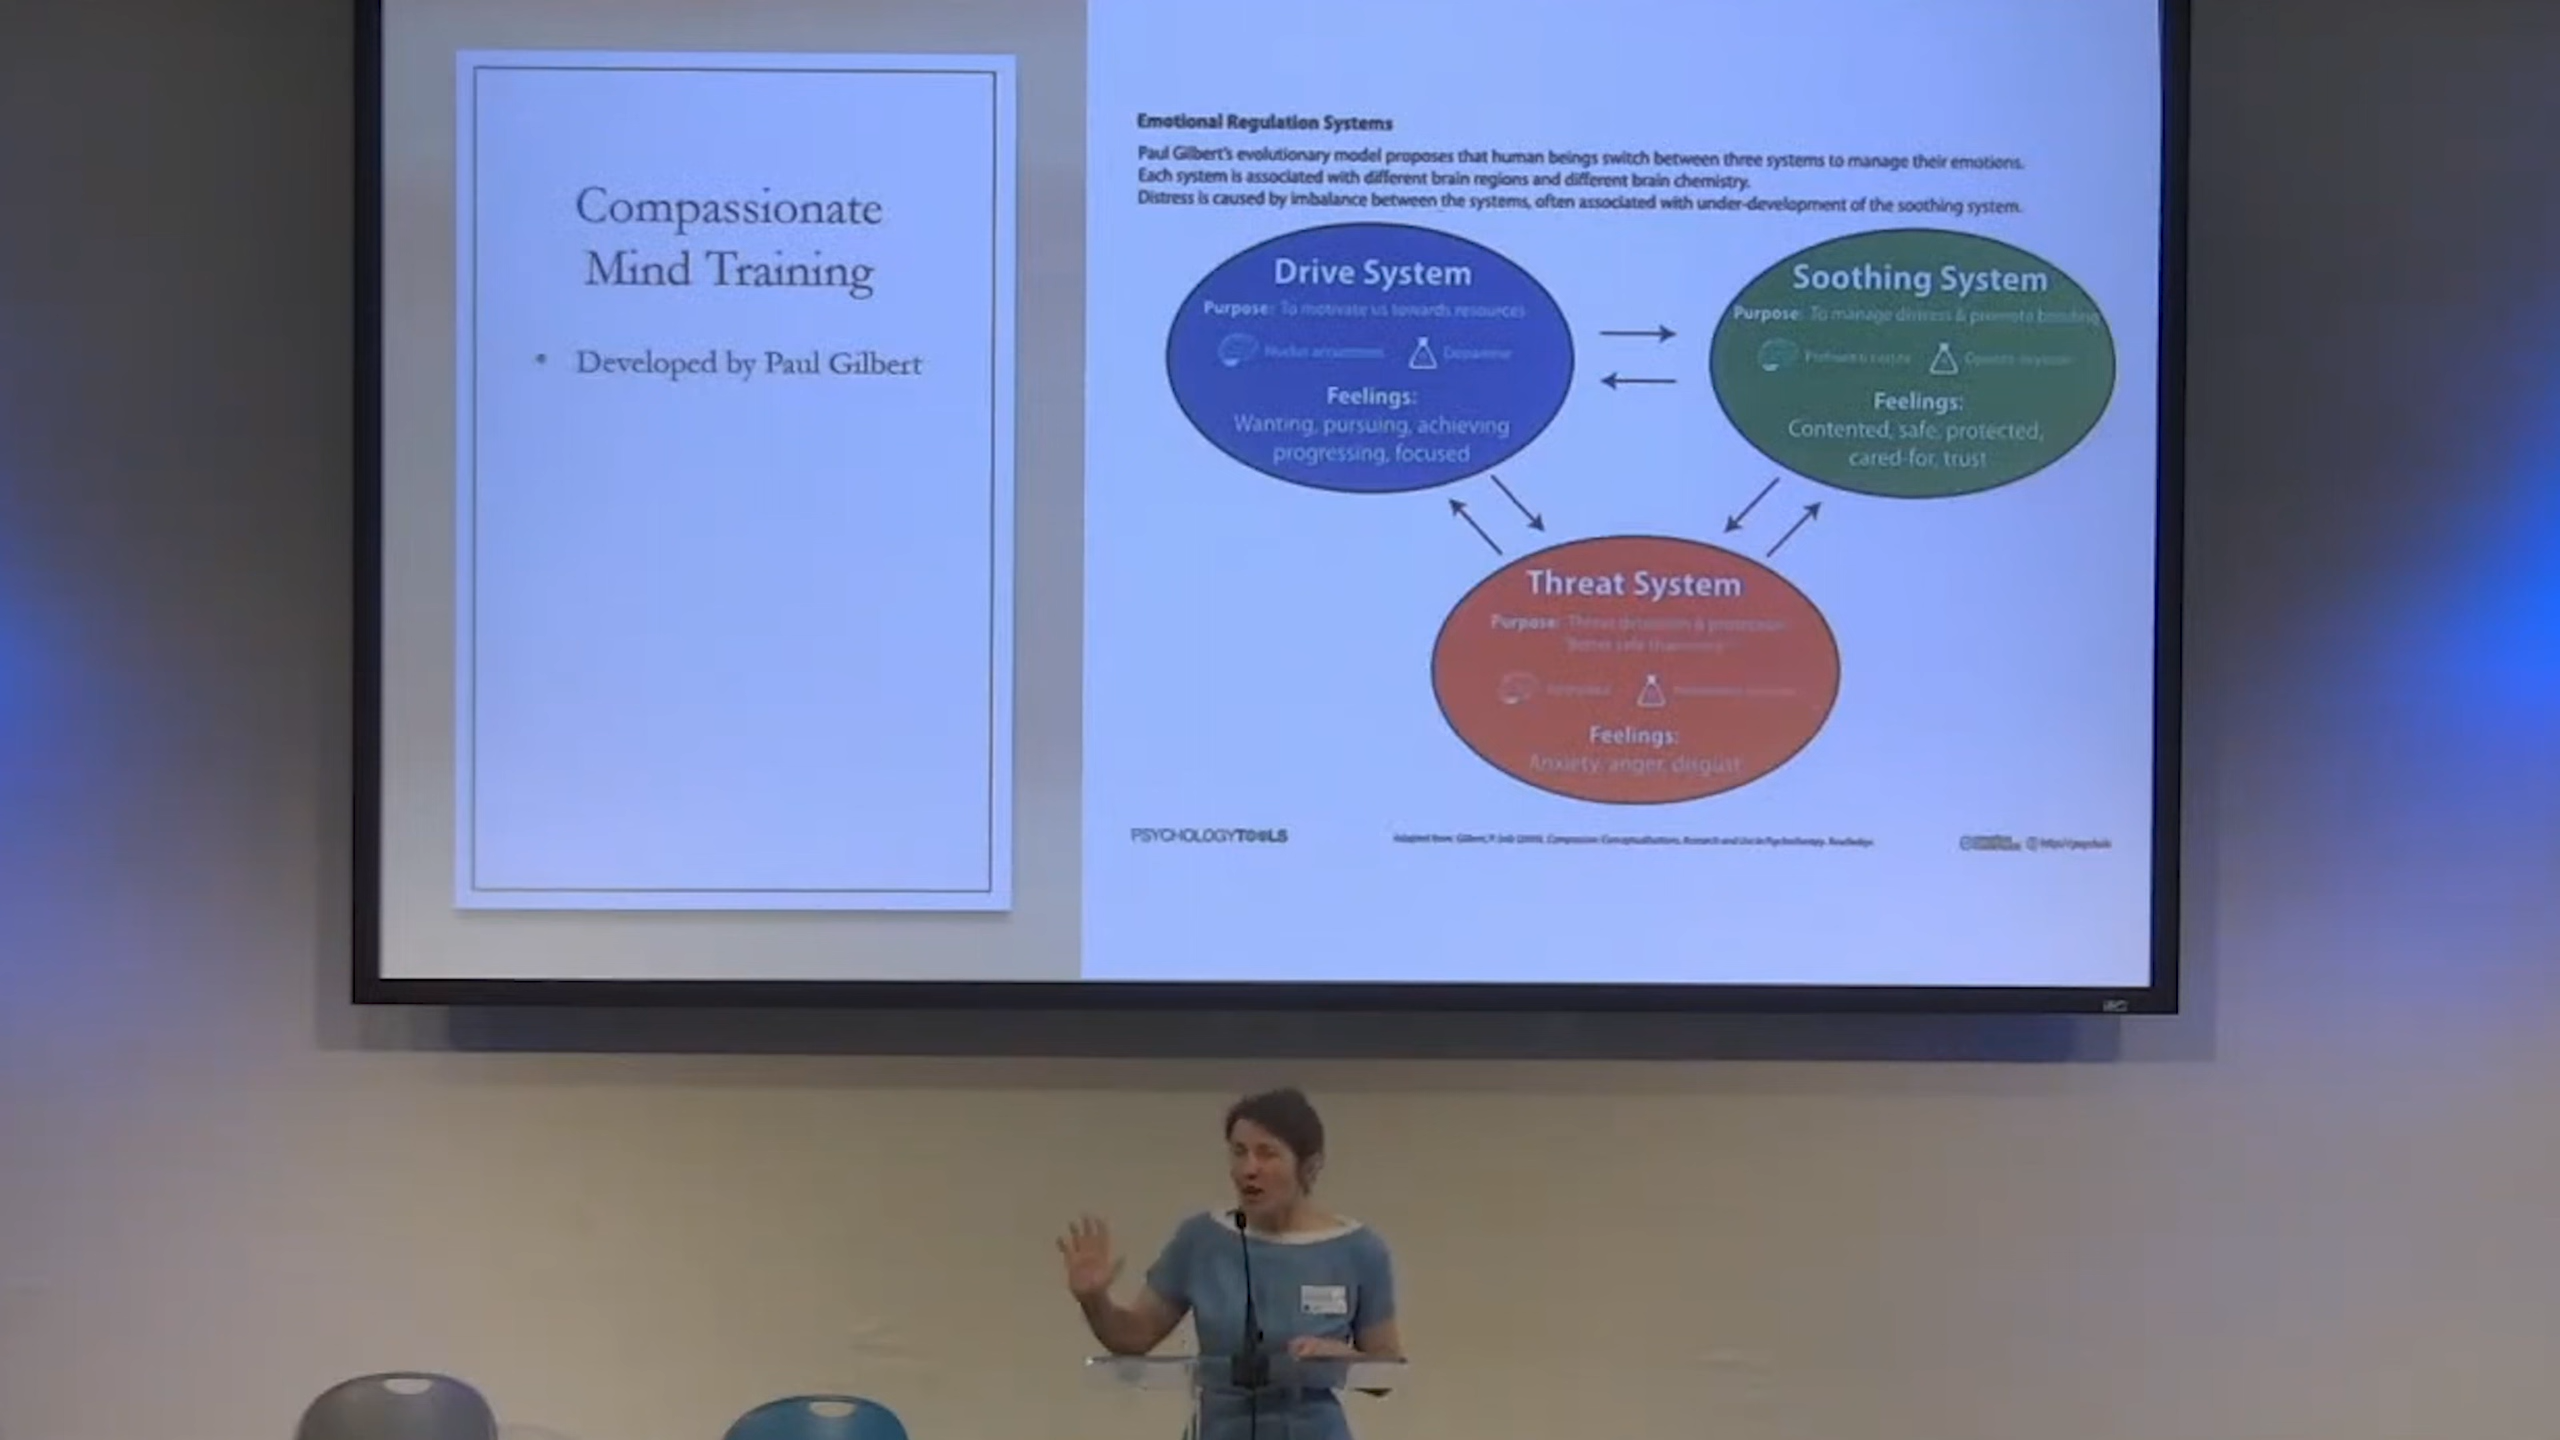 Compassionate
Mind Training
• Developed by Paul Gilbert
Emotional Regulation Systems
Paul Gilbert's evolutionary model proposes that human beings switch between three systems to manage their emotions.
Each system is associated with different brain regions and different brain chemistry.
Distress is caused by imbalance between the systems, often associated with under-development of the soothing system.
Drive System
Purpose: To motivate us towards resources
Feelings:
Wanting, pursuing, achieving
progressing, focused
Soothing System
Purpose: To manage distress & promote bonding
Feelings:
Contented, safe, protected,
cared-for, trust
Threat System
Purpose: Threat detection & protection
Feelings:
Anxiety, anger, disgust
PSYCHOLOGYTOOLS